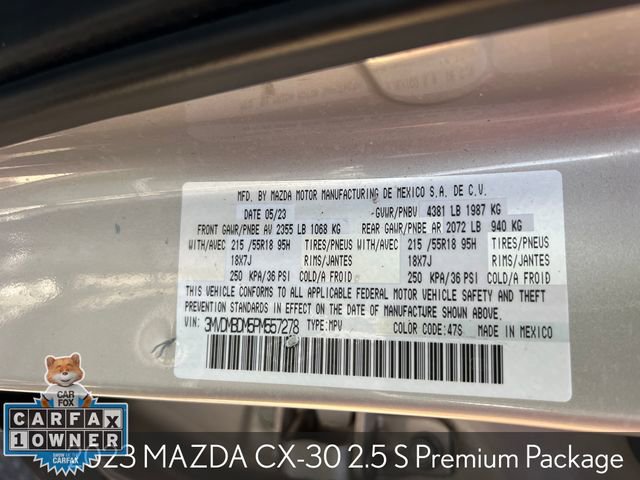 MFD. BY MAZDA MOTOR MANUFACTURING DE MEXICO S.A. DE C.V.
DATE 05/23 -GVWR/PNBV 4381 LB 1987 KG
FRONT GAWR/PNBE AV 2355 LB 1068 KG REAR GAWR/PNBE AR 2072 LB 940 KG
WITH/AVEC 215 /55R18 95H TIRES/PNEUS WITH/AVEC 215 /55R18 95H TIRES/PNEUS
18X7J RIMS/JANTES 18X7J RIMS/JANTES
250 KPA/36 PSI COLD/A FROID 250 KPA/36 PSI COLD/A FROID
THIS VEHICLE CONFORMS TO ALL APPLICABLE FEDERAL MOTOR VEHICLE SAFETY AND THEFT
PREVENTION STANDARDS IN EFFECT ON THE DATE OF MANUFACTURE SHOWN ABOVE.
VIN: 3MVDMBDM5PM557278 TYPE: MPV COLOR CODE: 47S MADE IN MEXICO
CAR
FOX
CARFAX
1 OWNER
SHOW ME THE
CARFAX
2023 MAZDA CX-30 2.5 S Premium Package